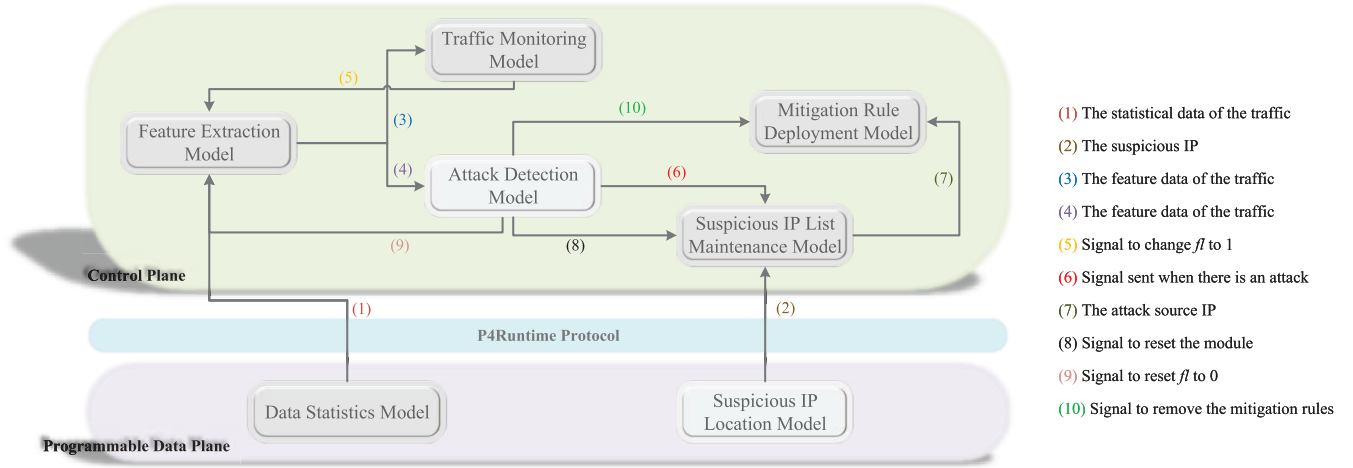 Traffic Monitoring
Model
(5)
Feature Extraction
Model
(3)
(4)
Attack Detection
Model
(10)
Mitigation Rule
Deployment Model
(6)
(7)
Suspicious IP List
Maintenance Model
(9)
(8)
Control Plane
(1)
(2)
P4Runtime Protocol
Data Statistics Model
Suspicious IP
Location Model
Programmable Data Plane
(1) The statistical data of the traffic
(2) The suspicious IP
(3) The feature data of the traffic
(4) The feature data of the traffic
(5) Signal to change fl to 1
(6) Signal sent when there is an attack
(7) The attack source IP
(8) Signal to reset the module
(9) Signal to reset fl to 0
(10) Signal to remove the mitigation rules